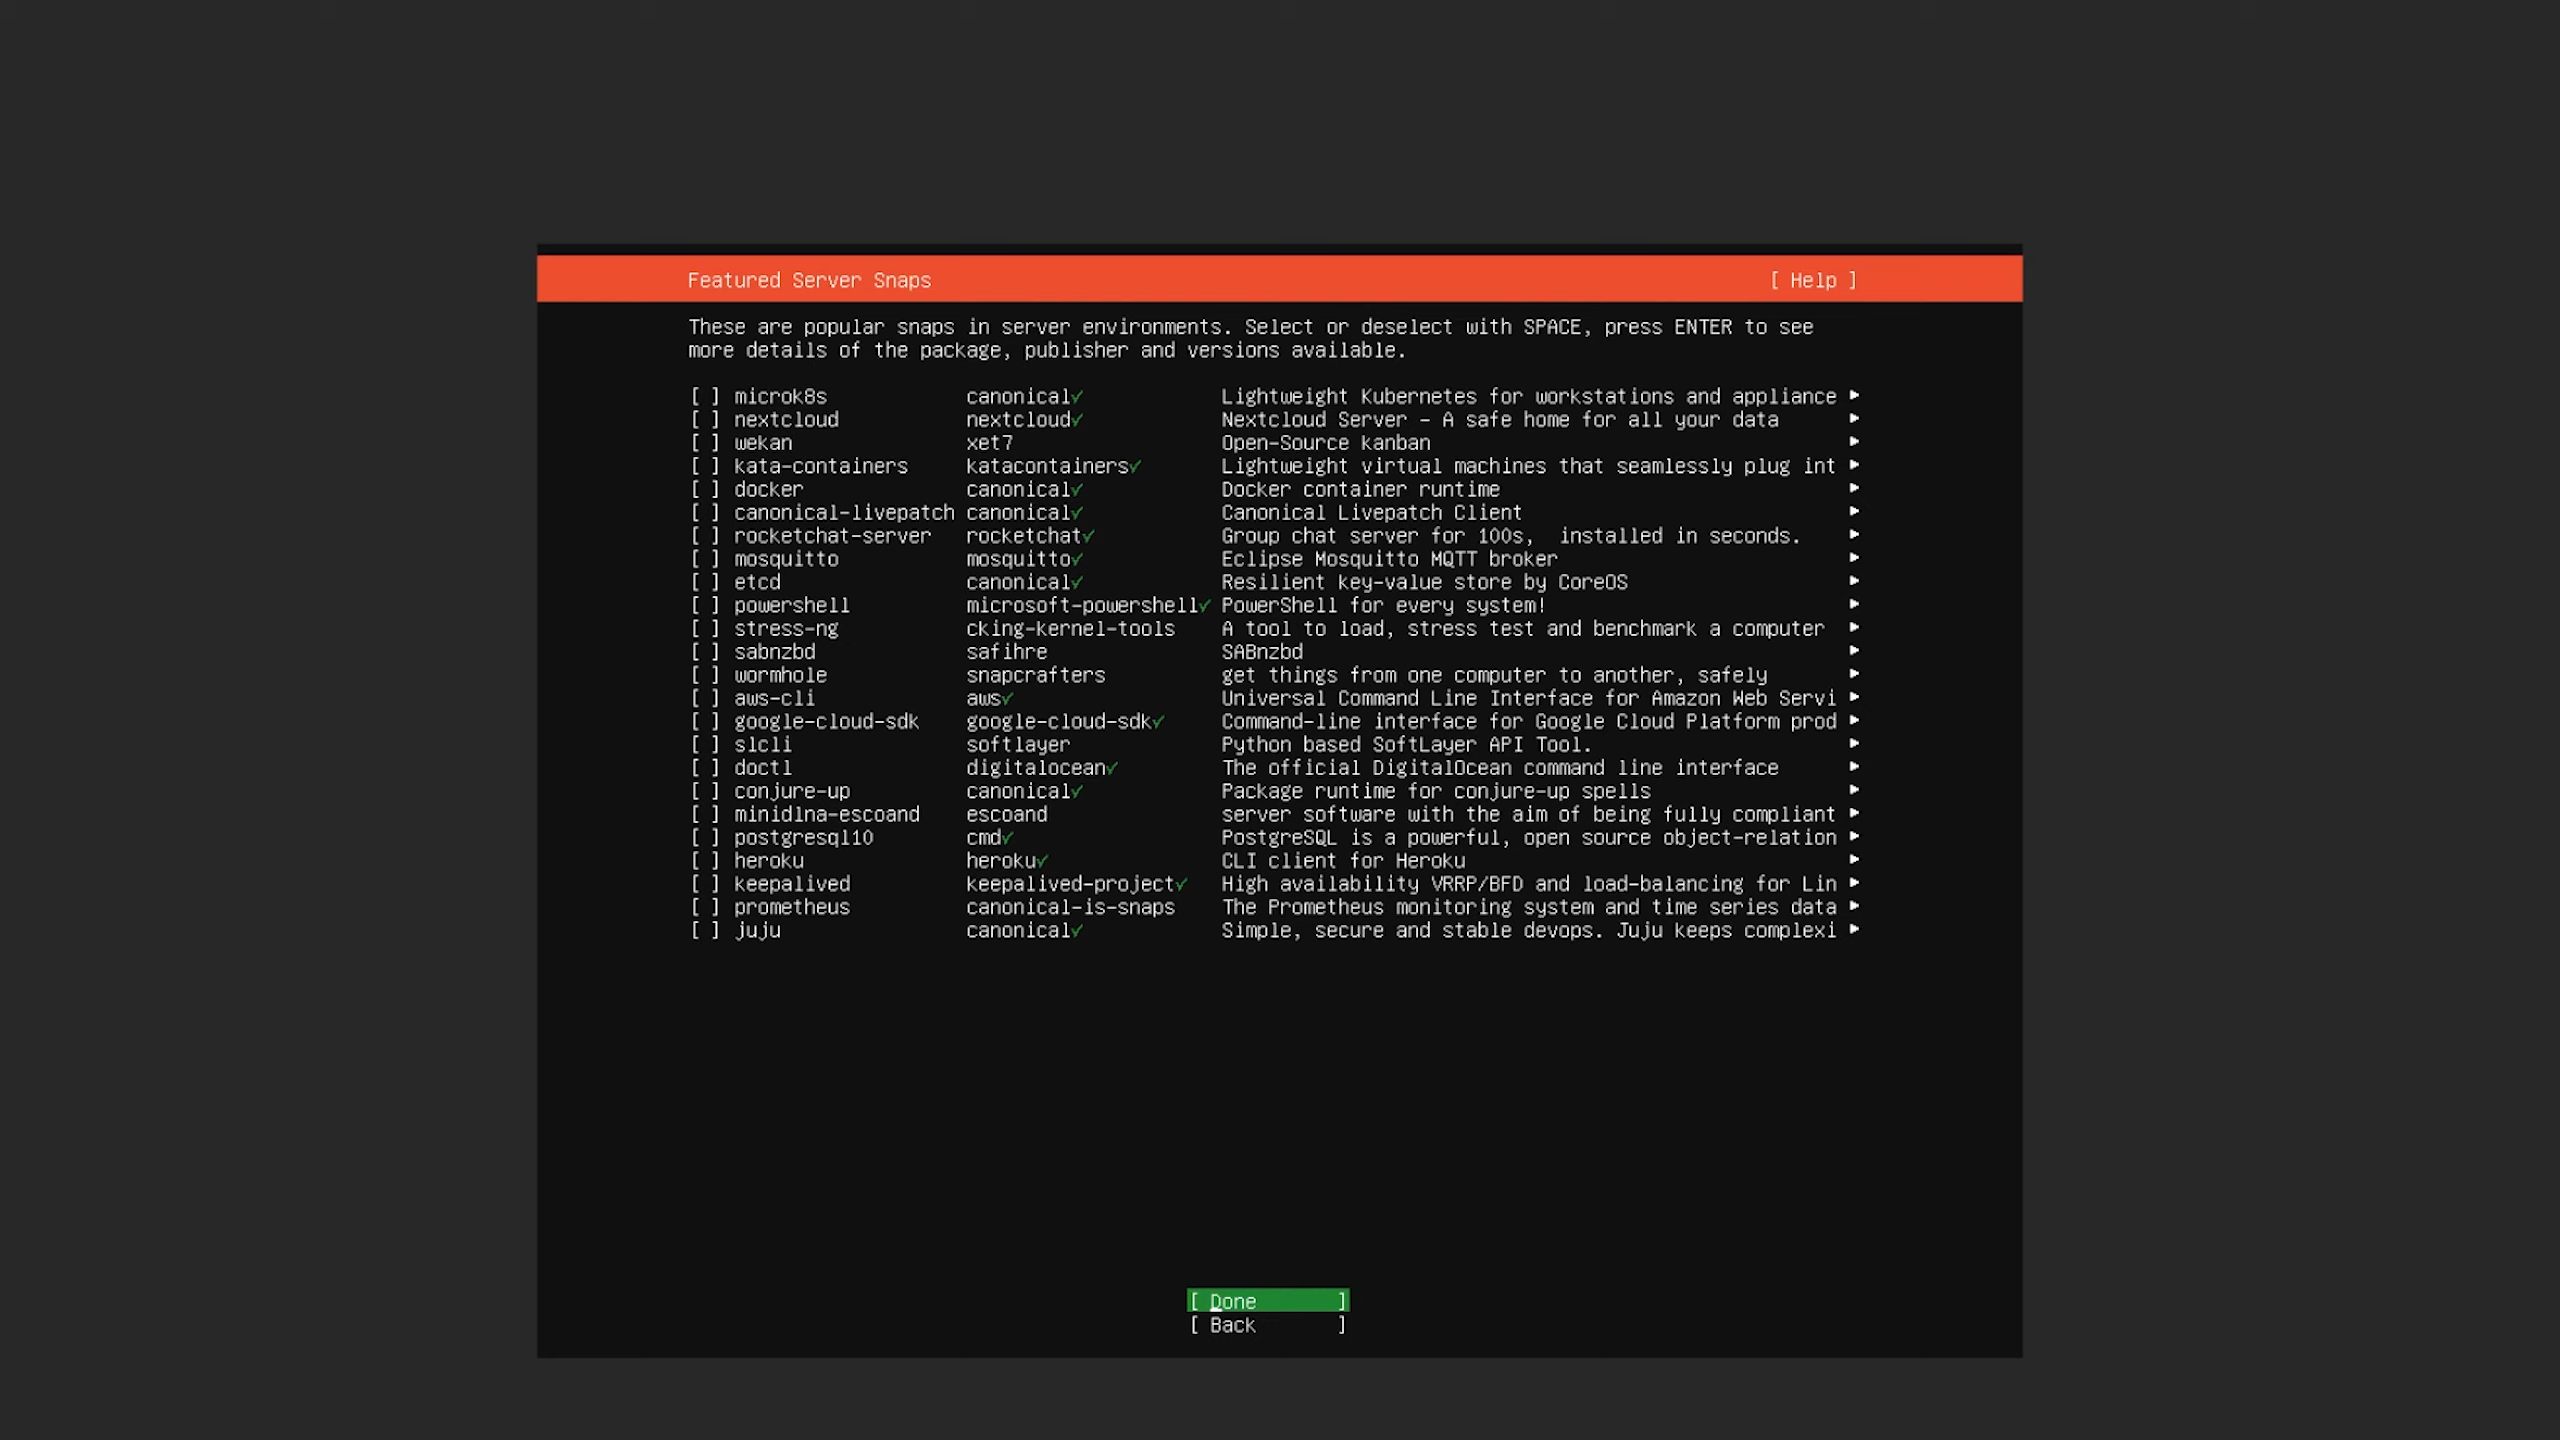 Featured Server Snaps [ Help ]
These are popular snaps in server environments. Select or deselect with SPACE, press ENTER to see
more details of the package, publisher and versions available.
[ ] microk8s canonical✓ Lightweight Kubernetes for workstations and appliance ▸
[ ] nextcloud nextcloud✓ Nextcloud Server – A safe home for all your data ▸
[ ] wekan xet7 Open-Source kanban ▸
[ ] kata-containers katacontainers✓ Lightweight virtual machines that seamlessly plug int ▸
[ ] docker canonical✓ Docker container runtime ▸
[ ] canonical-livepatch canonical✓ Canonical Livepatch Client ▸
[ ] rocketchat-server rocketchat✓ Group chat server for 100s,  installed in seconds. ▸
[ ] mosquitto mosquitto✓ Eclipse Mosquitto MQTT broker ▸
[ ] etcd canonical✓ Resilient key-value store by CoreOS ▸
[ ] powershell microsoft-powershell✓ PowerShell for every system! ▸
[ ] stress-ng cking-kernel-tools A tool to load, stress test and benchmark a computer ▸
[ ] sabnzbd safihre SABnzbd ▸
[ ] wormhole snapcrafters get things from one computer to another, safely ▸
[ ] aws-cli aws✓ Universal Command Line Interface for Amazon Web Servi ▸
[ ] google-cloud-sdk google-cloud-sdk✓ Command-line interface for Google Cloud Platform prod ▸
[ ] slcli softlayer Python based SoftLayer API Tool. ▸
[ ] doctl digitalocean✓ The official DigitalOcean command line interface ▸
[ ] conjure-up canonical✓ Package runtime for conjure-up spells ▸
[ ] minidlna-escoand escoand server software with the aim of being fully compliant ▸
[ ] postgresql10 cmd✓ PostgreSQL is a powerful, open source object-relation ▸
[ ] heroku heroku✓ CLI client for Heroku ▸
[ ] keepalived keepalived-project✓ High availability VRRP/BFD and load-balancing for Lin ▸
[ ] prometheus canonical-is-snaps The Prometheus monitoring system and time series data ▸
[ ] juju canonical✓ Simple, secure and stable devops. Juju keeps complexi ▸
[ Done ]
[ Back ]